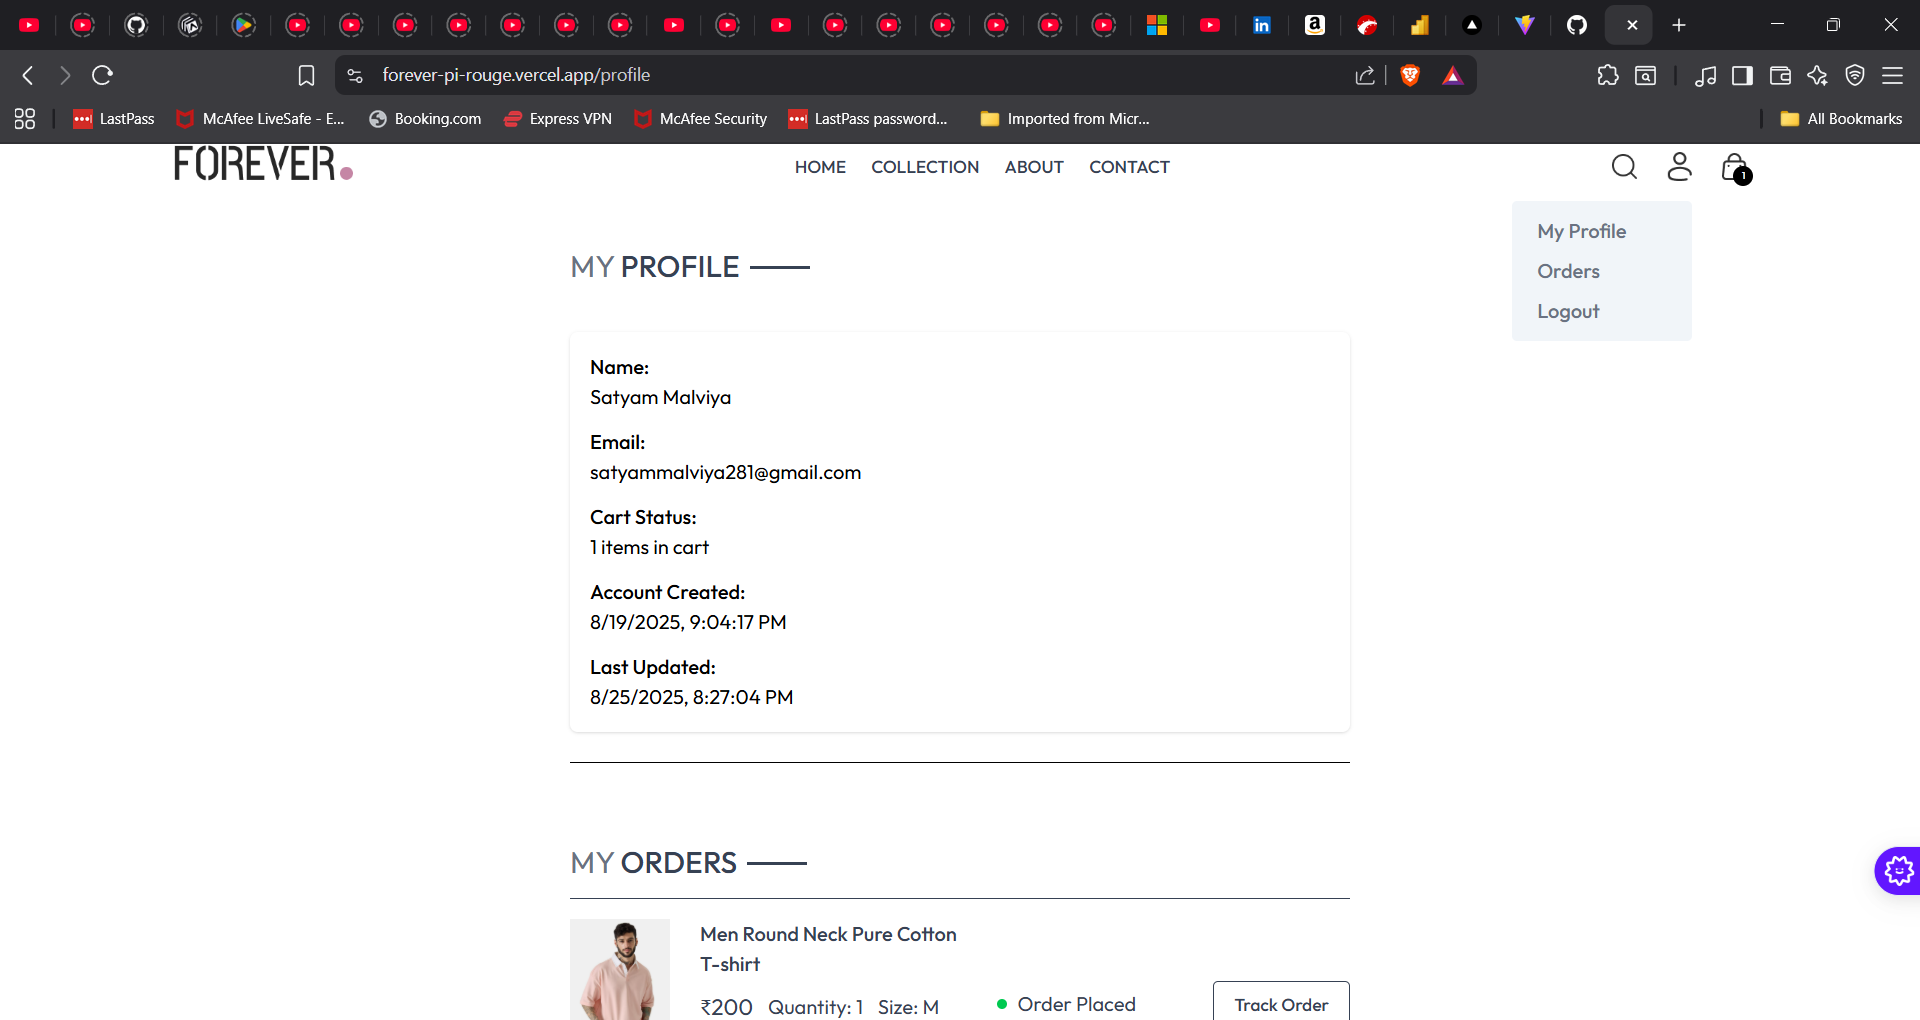 forever-pi-rouge.vercel.app/profile
LastPass
McAfee LiveSafe - E...
Booking.com
Express VPN
McAfee Security
LastPass password...
Imported from Micr...
All Bookmarks
FOREVER.
HOME COLLECTION ABOUT CONTACT
1
My Profile
Orders
Logout
MY PROFILE
Name:
Satyam Malviya
Email:
satyammalviya281@gmail.com
Cart Status:
1 items in cart
Account Created:
8/19/2025, 9:04:17 PM
Last Updated:
8/25/2025, 8:27:04 PM
MY ORDERS
Men Round Neck Pure Cotton
T-shirt
₹200 Quantity: 1 Size: M
Order Placed
Track Order